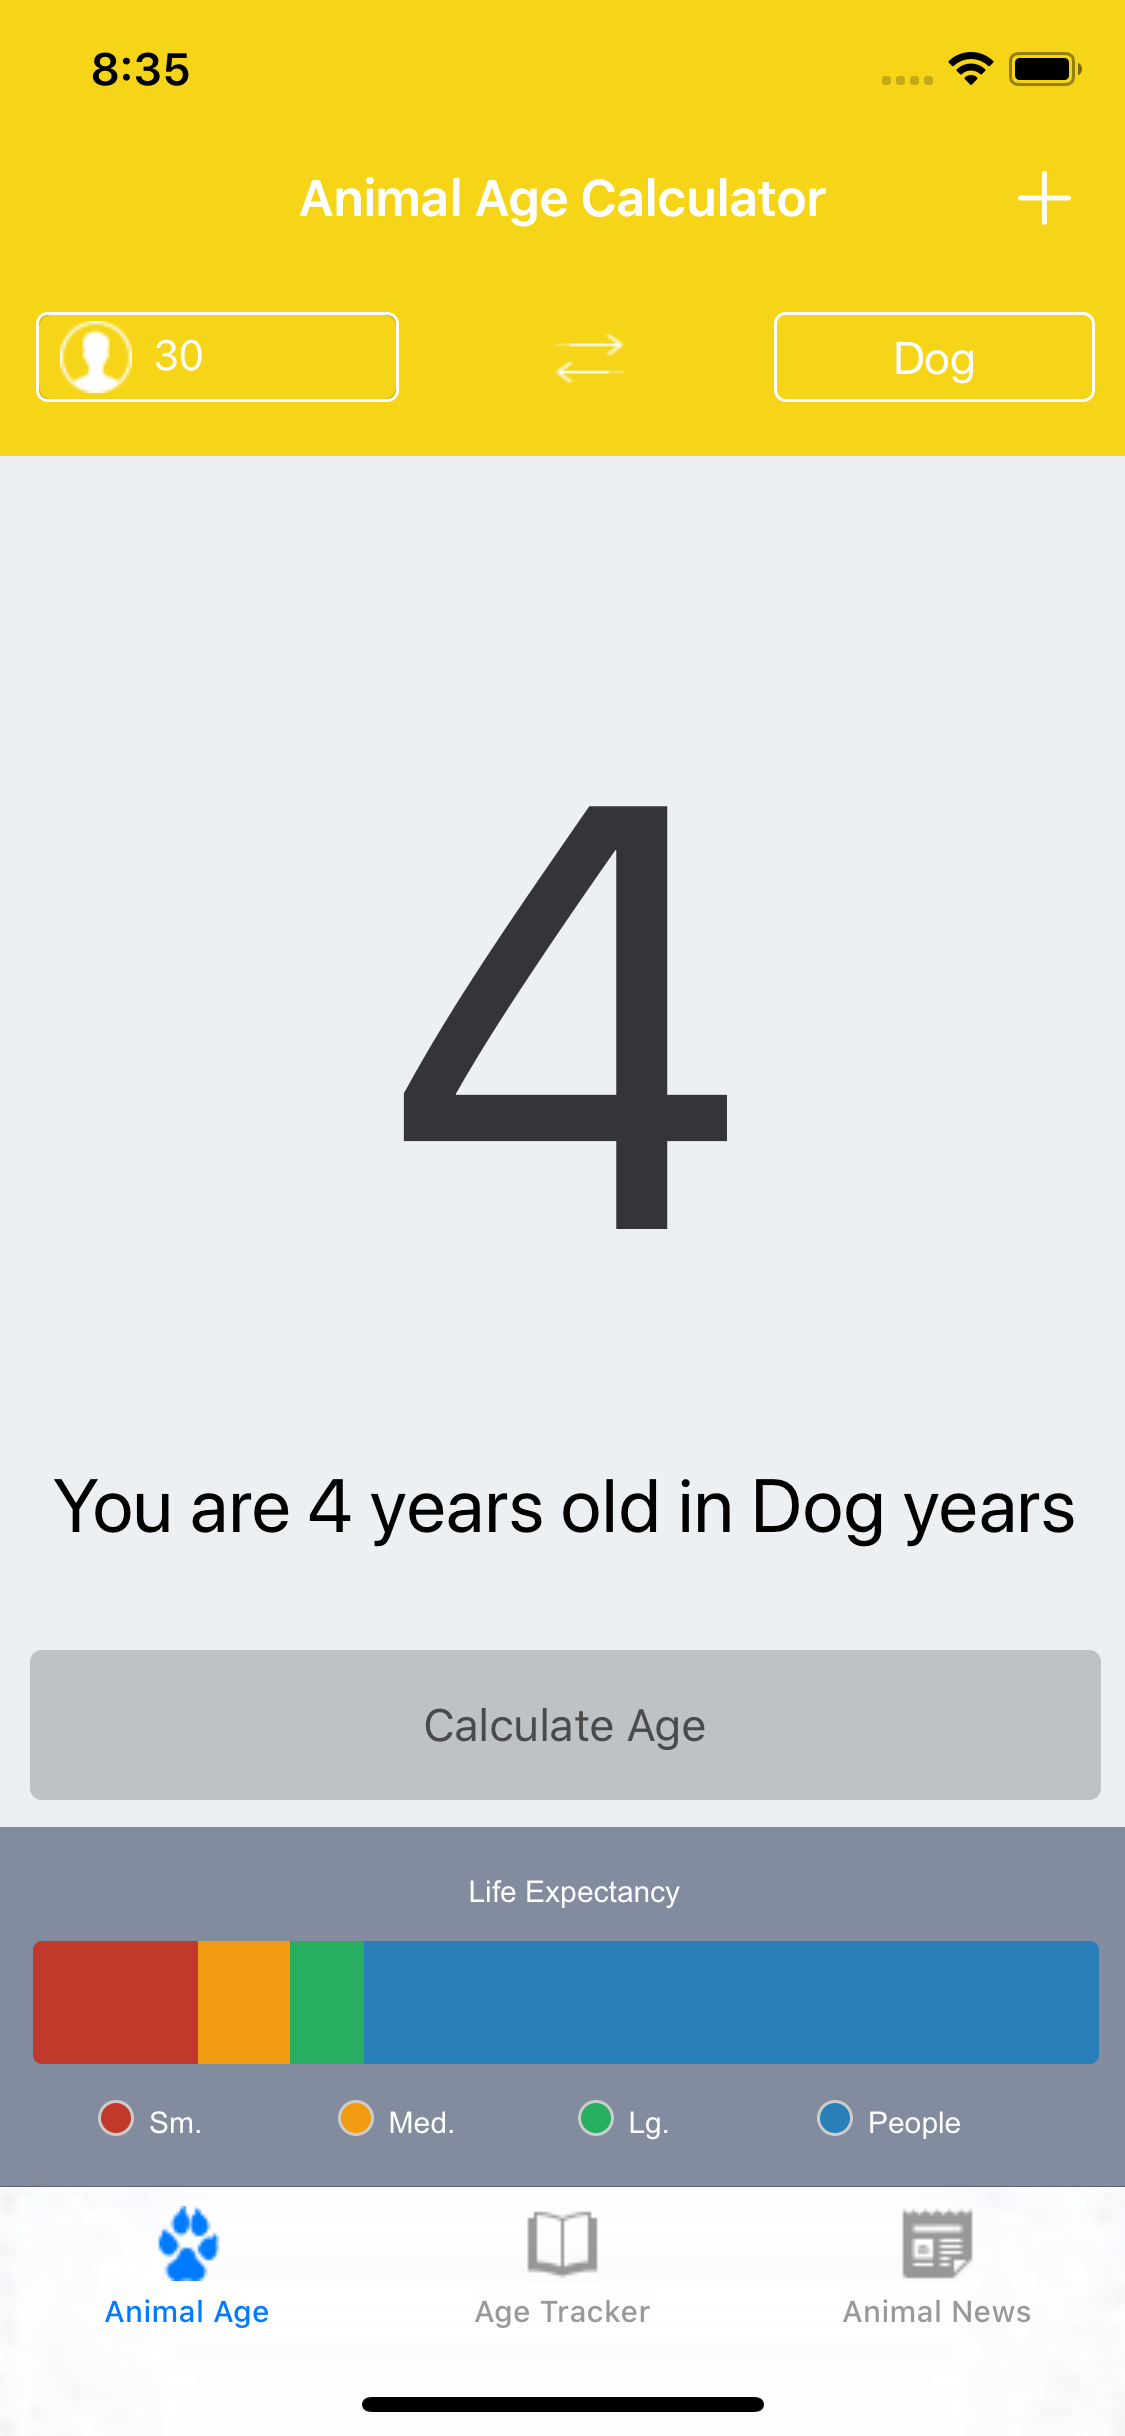 8:35
Animal Age Calculator
30
Dog
4
You are 4 years old in Dog years
Calculate Age
Life Expectancy
Sm.
Med.
Lg.
People
Animal Age
Age Tracker
Animal News